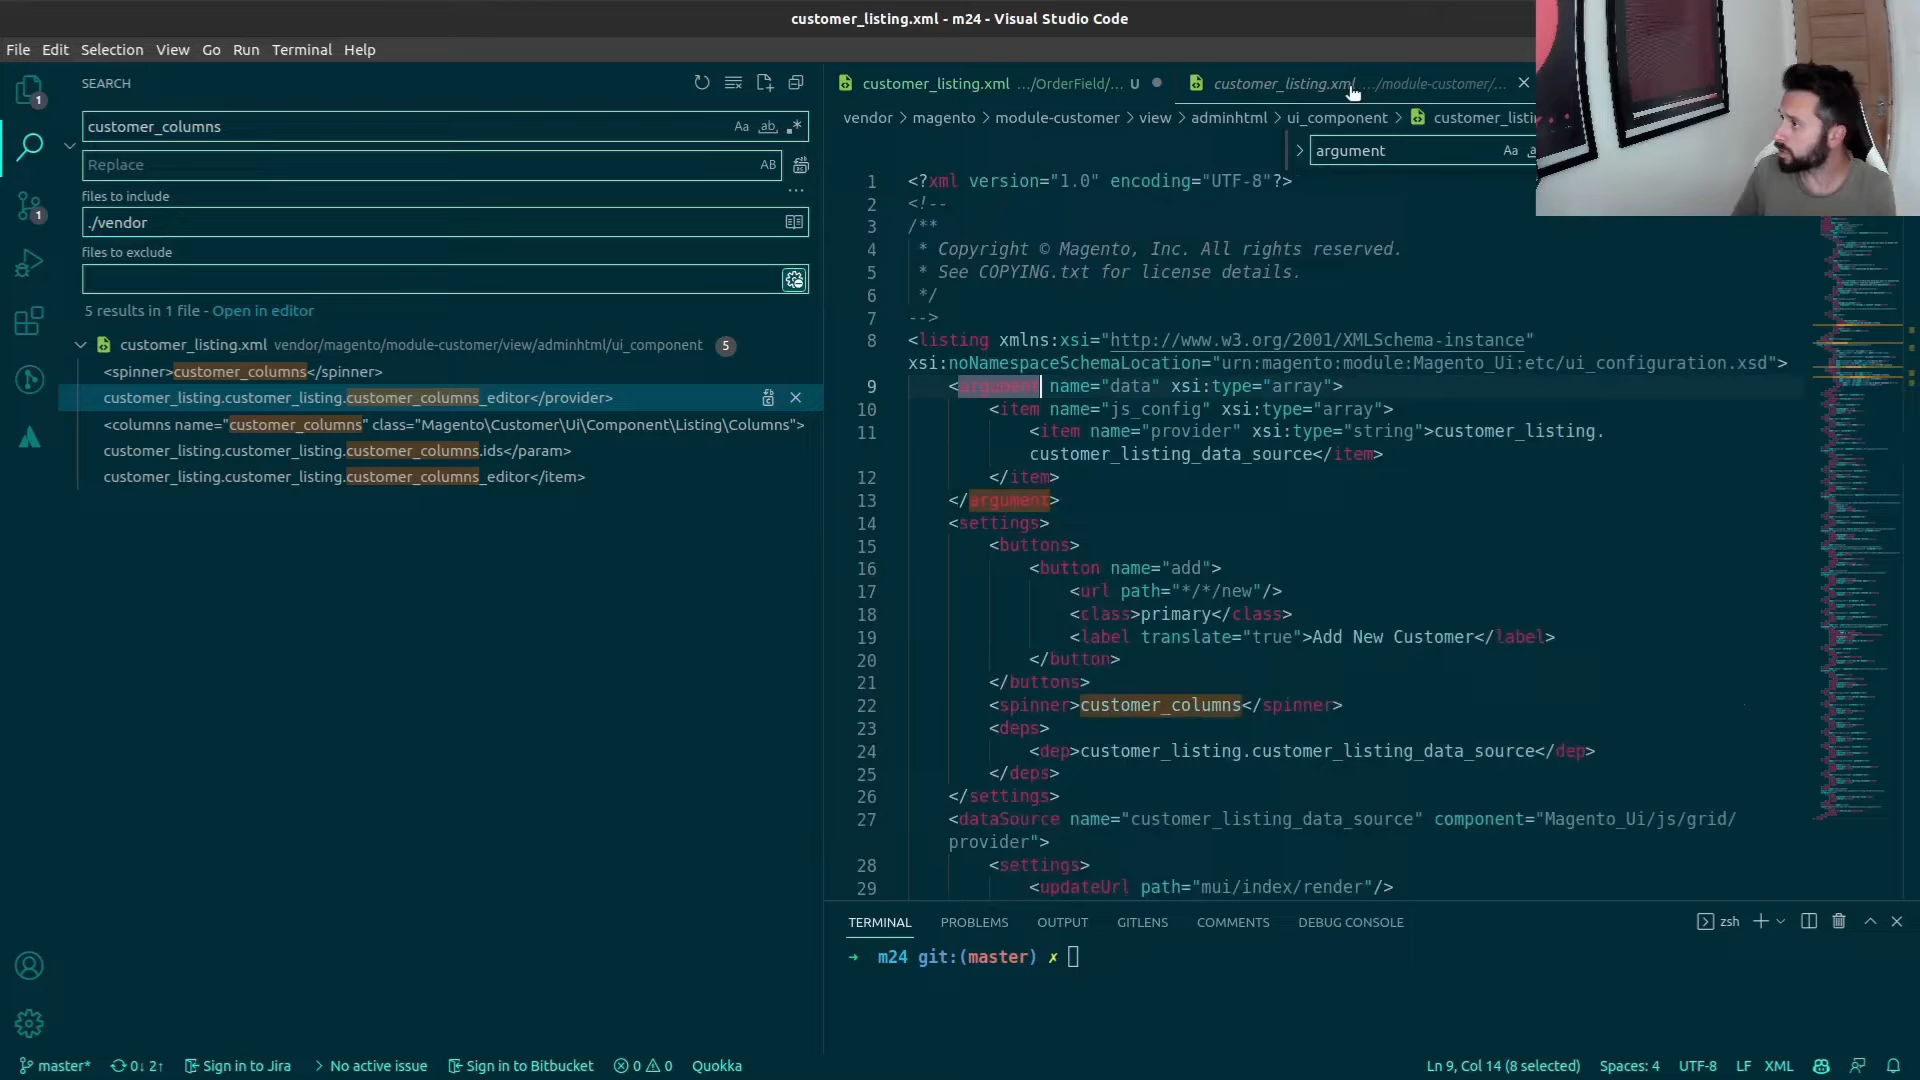 customer_listing.xml - m24 - Visual Studio Code
File Edit Selection View Go Run Terminal Help
SEARCH
customer_columns
Aa ab
Replace
AB
files to include
./vendor
files to exclude
5 results in 1 file - Open in editor
customer_listing.xml vendor/magento/module-customer/view/adminhtml/ui_component 5
<spinner>customer_columns</spinner>
customer_listing.customer_listing.customer_columns_editor</provider>
<columns name="customer_columns" class="Magento\Customer\Ui\Component\Listing\Columns">
customer_listing.customer_listing.customer_columns.ids</param>
customer_listing.customer_listing.customer_columns_editor</item>
1
1
customer_listing.xml .../OrderField/... U
customer_listing.xml .../module-customer/...
vendor > magento > module-customer > view > adminhtml > ui_component > customer_listi
argument
Aa
1 <?xml version="1.0" encoding="UTF-8"?>
2 <!--
3 /**
4 * Copyright © Magento, Inc. All rights reserved.
5 * See COPYING.txt for license details.
6 */
7 -->
8 <listing xmlns:xsi="http://www.w3.org/2001/XMLSchema-instance"
xsi:noNamespaceSchemaLocation="urn:magento:module:Magento_Ui:etc/ui_configuration.xsd">
9 <argument name="data" xsi:type="array">
10 <item name="js_config" xsi:type="array">
11 <item name="provider" xsi:type="string">customer_listing.
customer_listing_data_source</item>
12 </item>
13 </argument>
14 <settings>
15 <buttons>
16 <button name="add">
17 <url path="*/*/new"/>
18 <class>primary</class>
19 <label translate="true">Add New Customer</label>
20 </button>
21 </buttons>
22 <spinner>customer_columns</spinner>
23 <deps>
24 <dep>customer_listing.customer_listing_data_source</dep>
25 </deps>
26 </settings>
27 <dataSource name="customer_listing_data_source" component="Magento_Ui/js/grid/
provider">
28 <settings>
29 <updateUrl path="mui/index/render"/>
TERMINAL PROBLEMS OUTPUT GITLENS COMMENTS DEBUG CONSOLE
zsh
→ m24 git:(master) ✗
master* 0↓ 2↑ Sign in to Jira No active issue Sign in to Bitbucket 0 0 Quokka
Ln 9, Col 14 (8 selected) Spaces: 4 UTF-8 LF XML